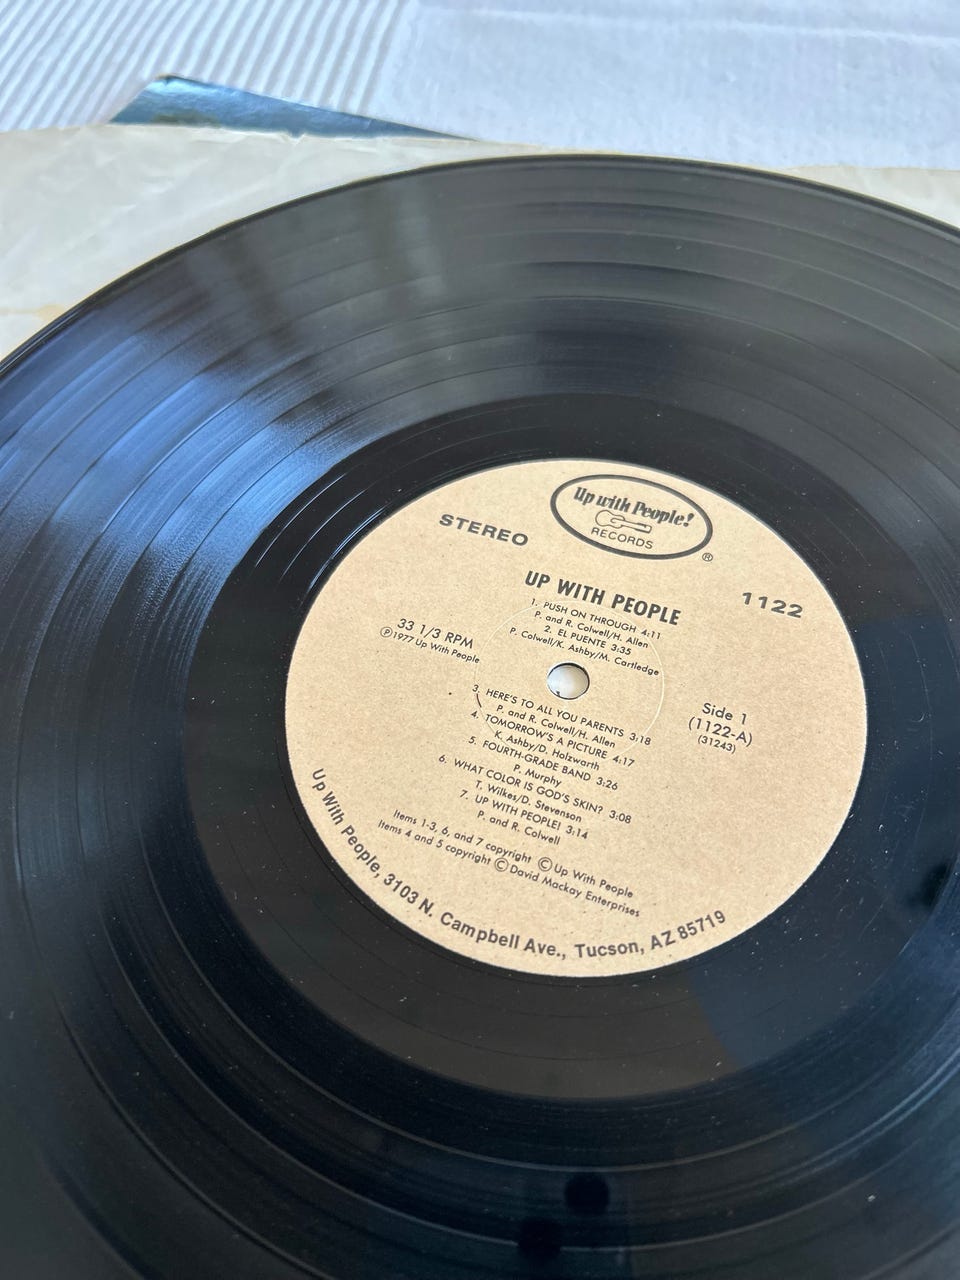 Up with People!
RECORDS
®
STEREO
UP WITH PEOPLE
1122
1. PUSH ON THROUGH 4:11
P. and R. Colwell/H. Allen
2. EL PUENTE 3:35
P. Colwell/K. Ashby/M. Cartledge
33 1/3 RPM
Ⓟ1977 Up With People
3. HERE'S TO ALL YOU PARENTS 3:18
P. and R. Colwell/H. Allen
4. TOMORROW'S A PICTURE 4:17
K. Ashby/D. Holzwarth
5. FOURTH-GRADE BAND 3:26
P. Murphy
6. WHAT COLOR IS GOD'S SKIN? 3:08
T. Wilkes/D. Stevenson
7. UP WITH PEOPLE! 3:14
P. and R. Colwell
Side 1
(1122-A)
(31243)
Items 1-3, 6, and 7 copyright © Up With People
Items 4 and 5 copyright © David Mackay Enterprises
Up With People, 3103 N. Campbell Ave., Tucson, AZ 85719